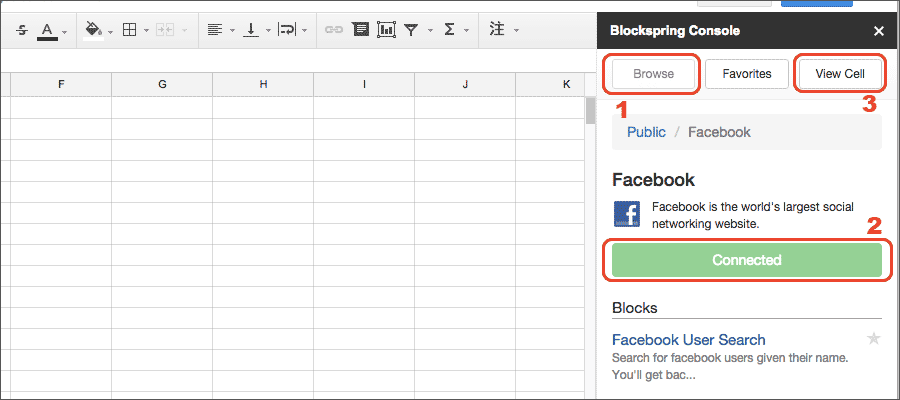 S A Σ 注
Blockspring Console ×
Browse Favorites View Cell
1 3
F G H I J K
Public / Facebook
Facebook
f Facebook is the world's largest social
networking website.
2
Connected
Blocks
Facebook User Search
Search for facebook users given their name.
You'll get bac...